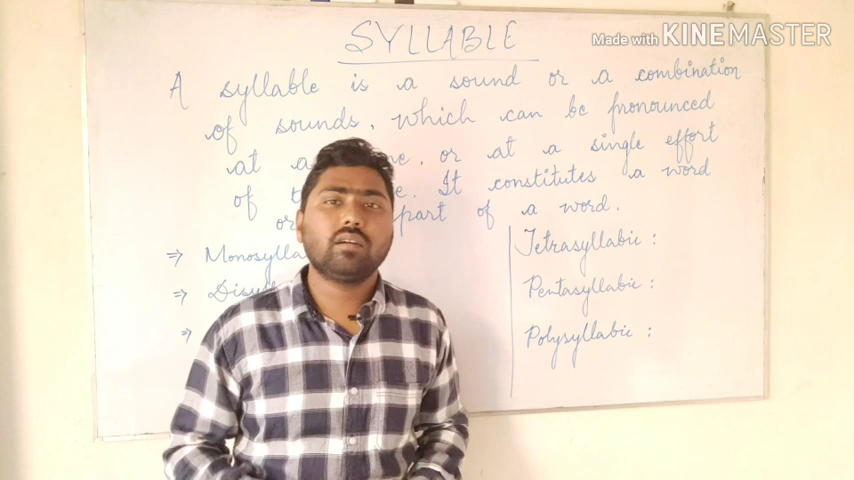 SYLLABLE
Made with KINEMASTER
A syllable is a sound or a combination
of sounds, which can be pronounced
at a or at a single effort
of It constitutes a word
or part of a word.
⇒ Monosylla
⇒ Disy
⇒
Tetrasyllabic :
Pentasyllabic :
Polysyllabic :